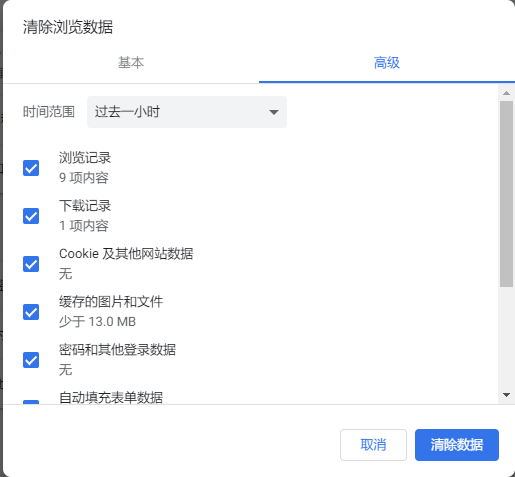 清除浏览数据
基本
高级
时间范围
过去一小时
浏览记录
9 项内容
下载记录
1 项内容
Cookie 及其他网站数据
无
缓存的图片和文件
少于 13.0 MB
密码和其他登录数据
无
自动填充表单数据
取消
清除数据